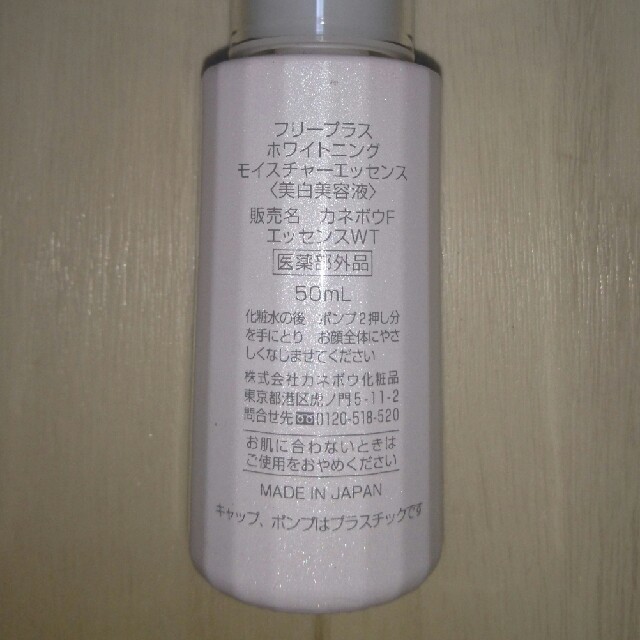 フリープラス
ホワイトニング
モイスチャーエッセンス
〈美白美容液〉
販売名　カネボウF
エッセンスWT
医薬部外品
50mL
化粧水の後　ポンプ2押し分
を手にとり　お顔全体にやさ
しくなじませてください
株式会社カネボウ化粧品
東京都港区虎ノ門5-11-2
問合せ先 0120-518-520
お肌に合わないときは
ご使用をおやめください
MADE IN JAPAN
キャップ、ポンプはプラスチックです